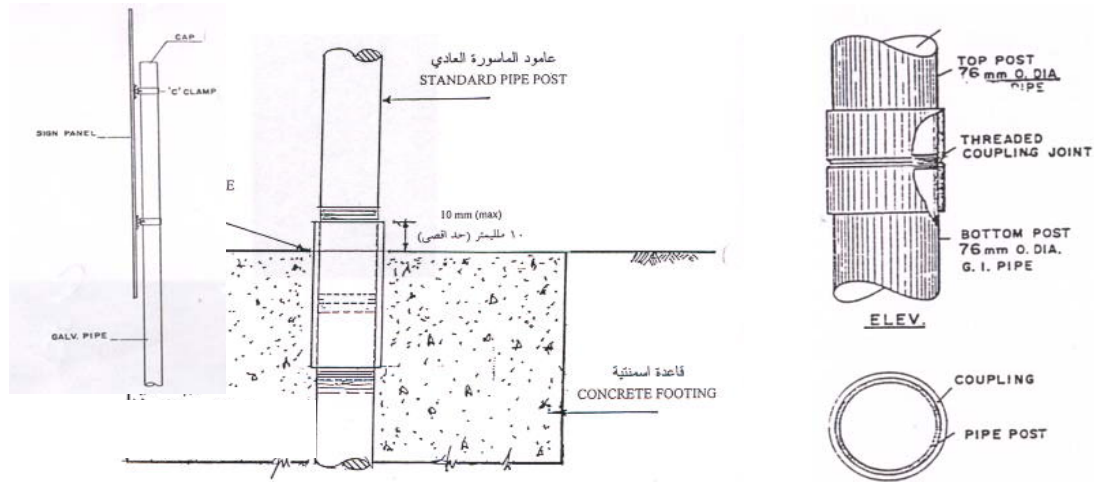 CAP
'C' CLAMP
SIGN PANEL
GALV. PIPE
عامود الماسورة العادي
STANDARD PIPE POST
E
10 mm (max)
١٠ ملليمتر (حد اقصى)
قاعدة اسمنتية
CONCRETE FOOTING
TOP POST
76 mm O. DIA
PIPE
THREADED
COUPLING JOINT
BOTTOM POST
76 mm O. DIA.
G. I. PIPE
ELEV.
COUPLING
PIPE POST